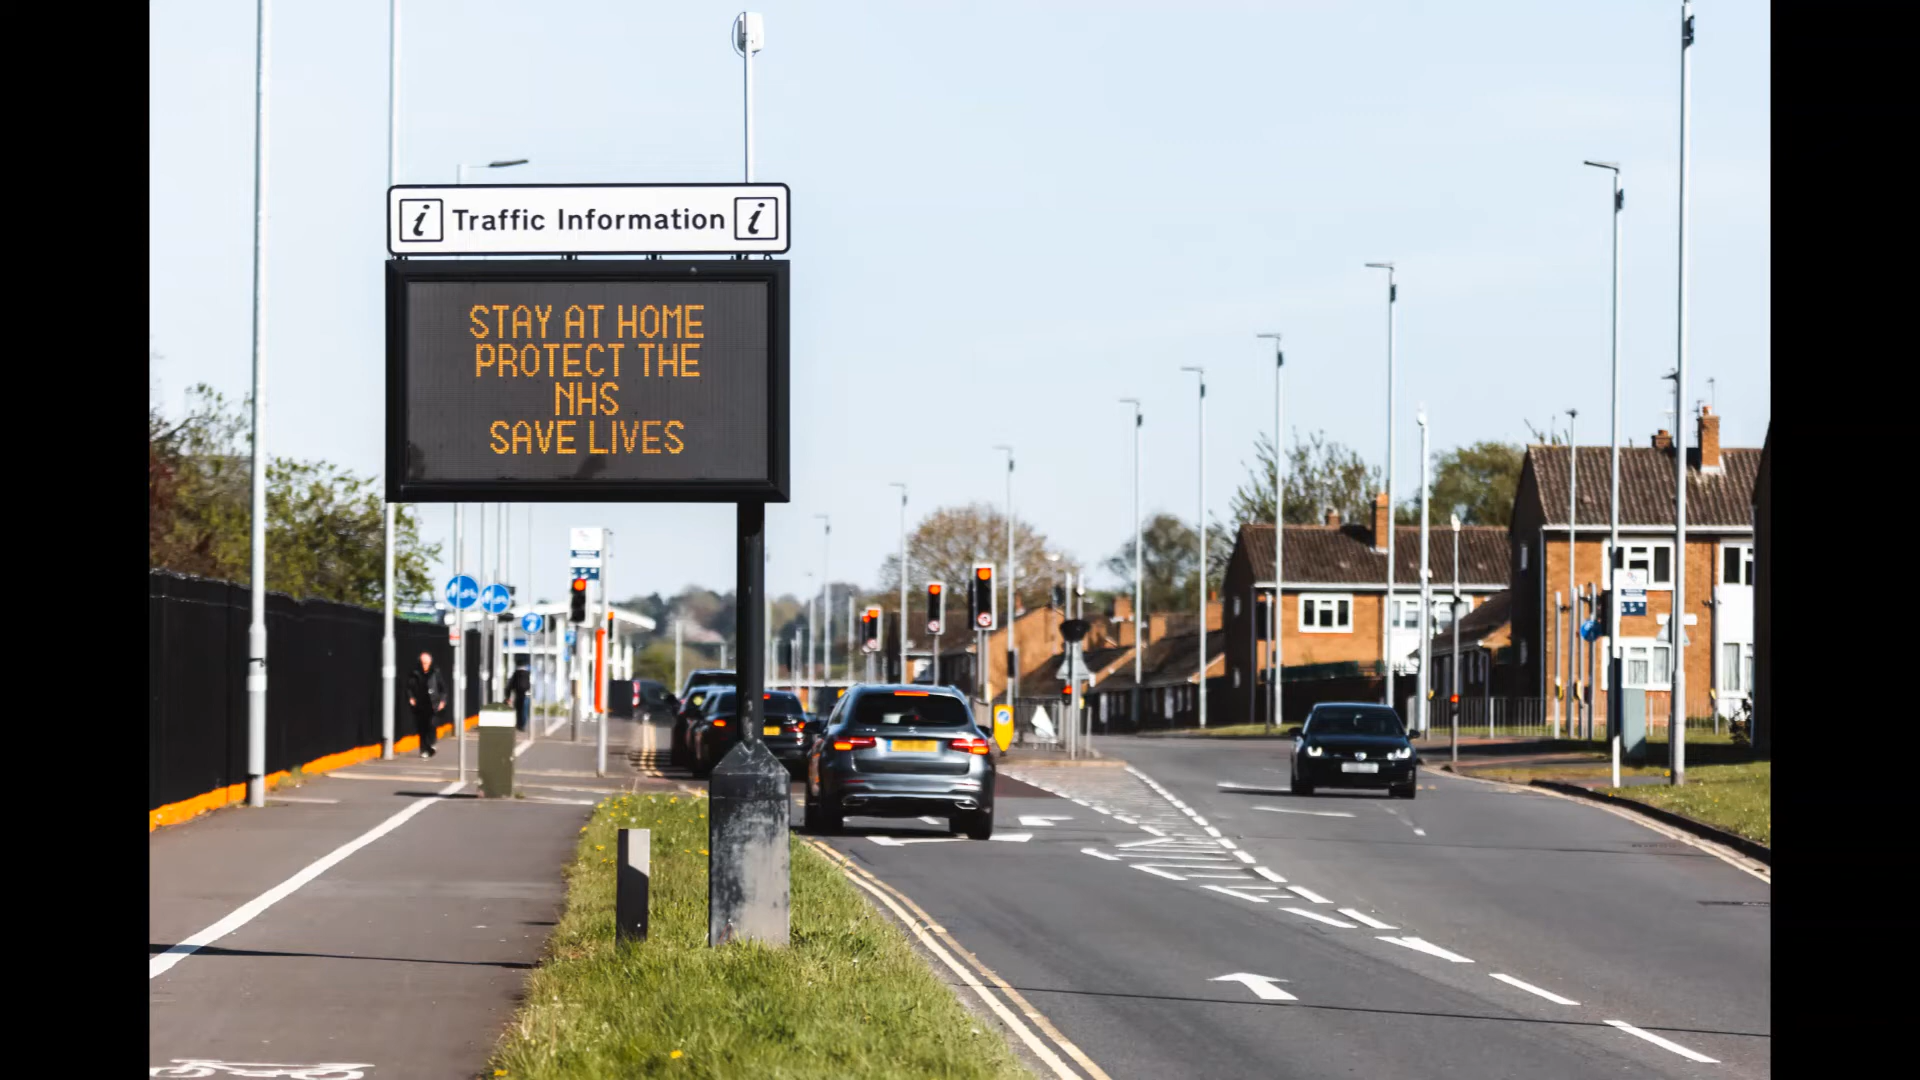 i Traffic Information i
STAY AT HOME
PROTECT THE
NHS
SAVE LIVES